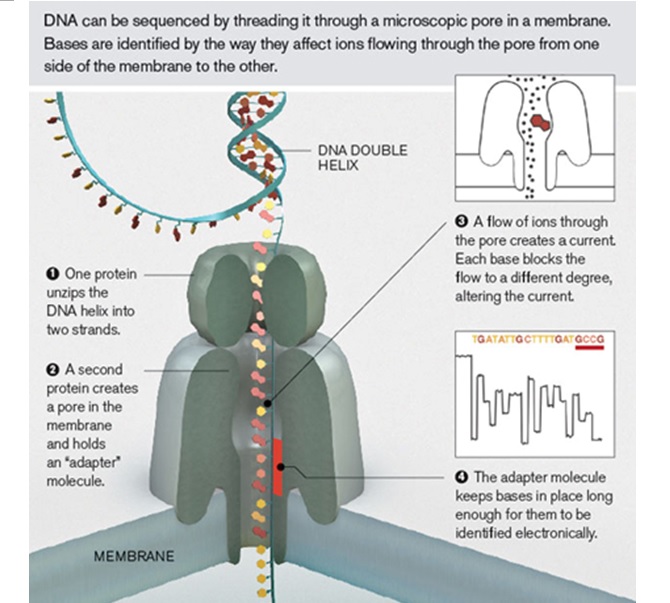 DNA can be sequenced by threading it through a microscopic pore in a membrane.
Bases are identified by the way they affect ions flowing through the pore from one
side of the membrane to the other.
DNA DOUBLE
HELIX
❶ One protein
unzips the
DNA helix into
two strands.
❷ A second
protein creates
a pore in the
membrane
and holds
an “adapter”
molecule.
MEMBRANE
❸ A flow of ions through
the pore creates a current.
Each base blocks the
flow to a different degree,
altering the current.
TGATATTGCTTTTGATGCCG
❹ The adapter molecule
keeps bases in place long
enough for them to be
identified electronically.